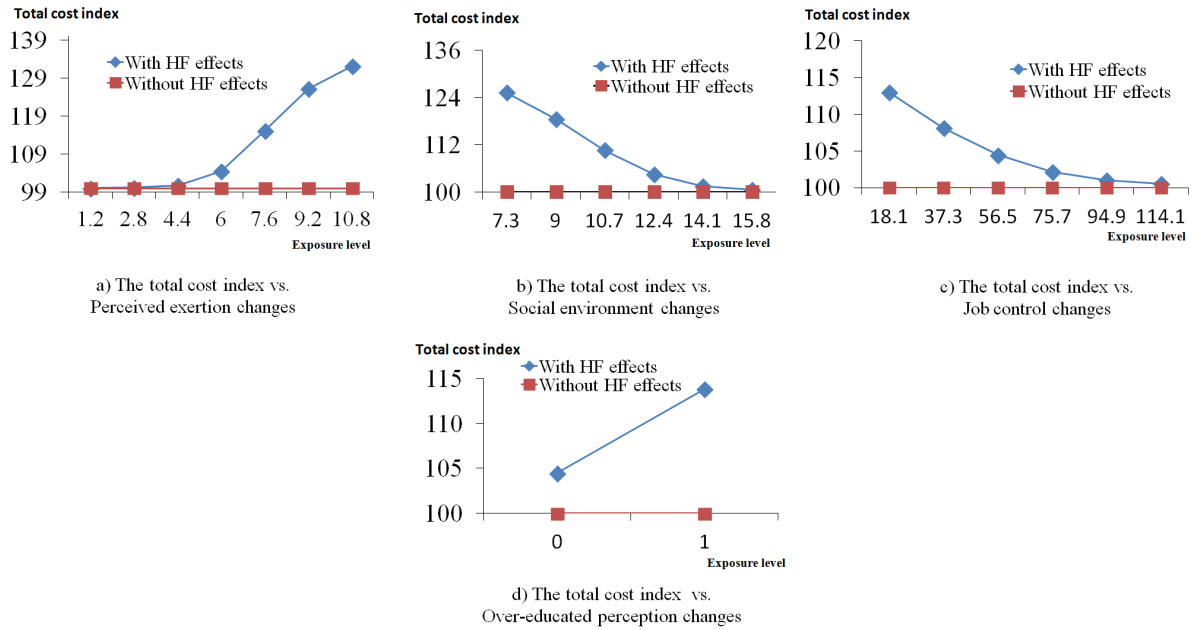 Total cost index
139
129
119
109
99
With HF effects
Without HF effects
1.2 2.8 4.4 6 7.6 9.2 10.8
Exposure level
a) The total cost index vs.
Perceived exertion changes
Total cost index
136
124
112
100
With HF effects
Without HF effects
7.3 9 10.7 12.4 14.1 15.8
Exposure level
b) The total cost index vs.
Social environment changes
Total cost index
120
115
110
105
100
With HF effects
Without HF effects
18.1 37.3 56.5 75.7 94.9 114.1
Exposure level
c) The total cost index vs.
Job control changes
Total cost index
115
110
105
100
With HF effects
Without HF effects
0 1
Exposure level
d) The total cost index vs.
Over-educated perception changes